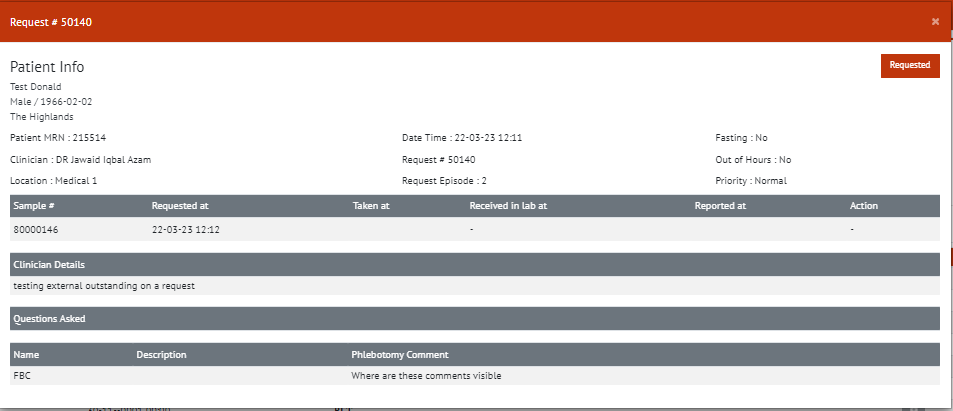 Request # 50140 ×
Patient Info Requested
Test Donald
Male / 1966-02-02
The Highlands
Patient MRN : 215514 Date Time : 22-03-23 12:11 Fasting : No
Clinician : DR Jawaid Iqbal Azam Request # 50140 Out of Hours : No
Location : Medical 1 Request Episode : 2 Priority : Normal
Sample # Requested at Taken at Received in lab at Reported at Action
80000146 22-03-23 12:12 - -
Clinician Details
testing external outstanding on a request
Questions Asked
Name Description Phlebotomy Comment
FBC Where are these comments visible